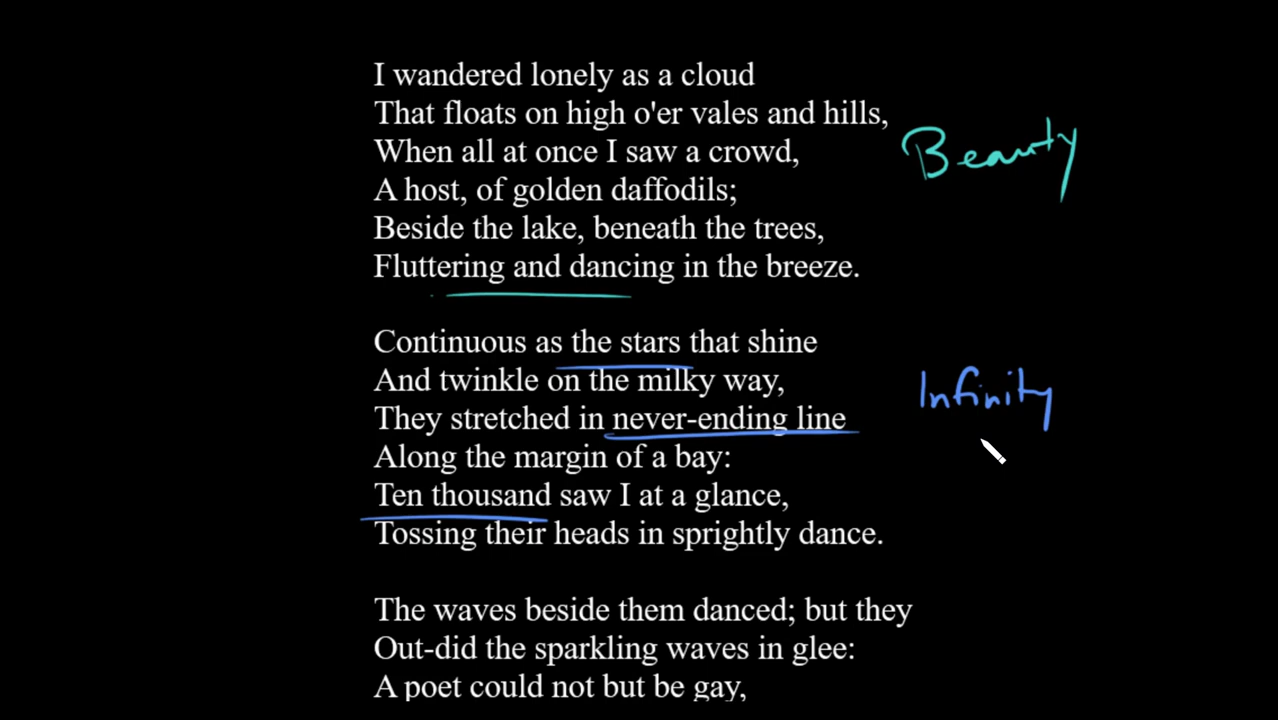 I wandered lonely as a cloud
That floats on high o'er vales and hills,
When all at once I saw a crowd,
A host, of golden daffodils;
Beside the lake, beneath the trees,
Fluttering and dancing in the breeze.
Beauty
Continuous as the stars that shine
And twinkle on the milky way,
They stretched in never-ending line
Along the margin of a bay:
Ten thousand saw I at a glance,
Tossing their heads in sprightly dance.
Infinity
The waves beside them danced; but they
Out-did the sparkling waves in glee:
A poet could not but be gay,